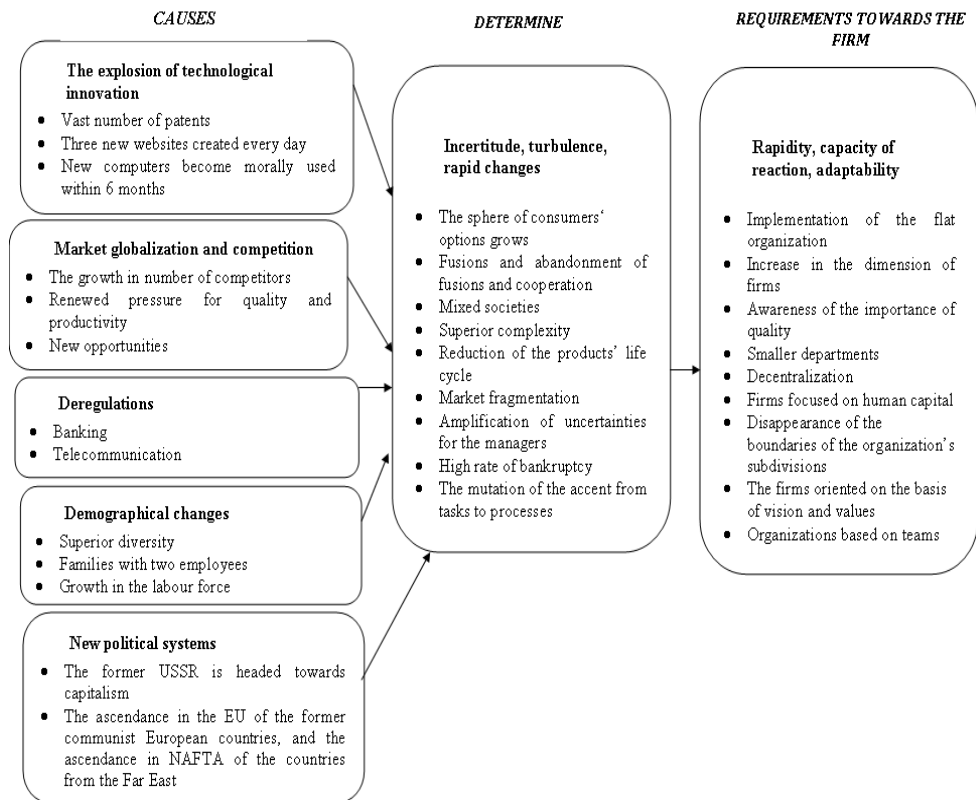 CAUSES
The explosion of technological
innovation
• Vast number of patents
• Three new websites created every day
• New computers become morally used
within 6 months
Market globalization and competition
• The growth in number of competitors
• Renewed pressure for quality and
productivity
• New opportunities
Deregulations
• Banking
• Telecommunication
Demographical changes
• Superior diversity
• Families with two employees
• Growth in the labour force
New political systems
• The former USSR is headed towards
capitalism
• The ascendance in the EU of the former
communist European countries, and the
ascendance in NAFTA of the countries
from the Far East
DETERMINE
Incertitude, turbulence,
rapid changes
• The sphere of consumers‘
options grows
• Fusions and abandonment of
fusions and cooperation
• Mixed societies
• Superior complexity
• Reduction of the products’ life
cycle
• Market fragmentation
• Amplification of uncertainties
for the managers
• High rate of bankruptcy
• The mutation of the accent from
tasks to processes
REQUIREMENTS TOWARDS THE
FIRM
Rapidity, capacity of
reaction, adaptability
• Implementation of the flat
organization
• Increase in the dimension of
firms
• Awareness of the importance of
quality
• Smaller departments
• Decentralization
• Firms focused on human capital
• Disappearance of the
boundaries of the organization’s
subdivisions
• The firms oriented on the basis
of vision and values
• Organizations based on teams